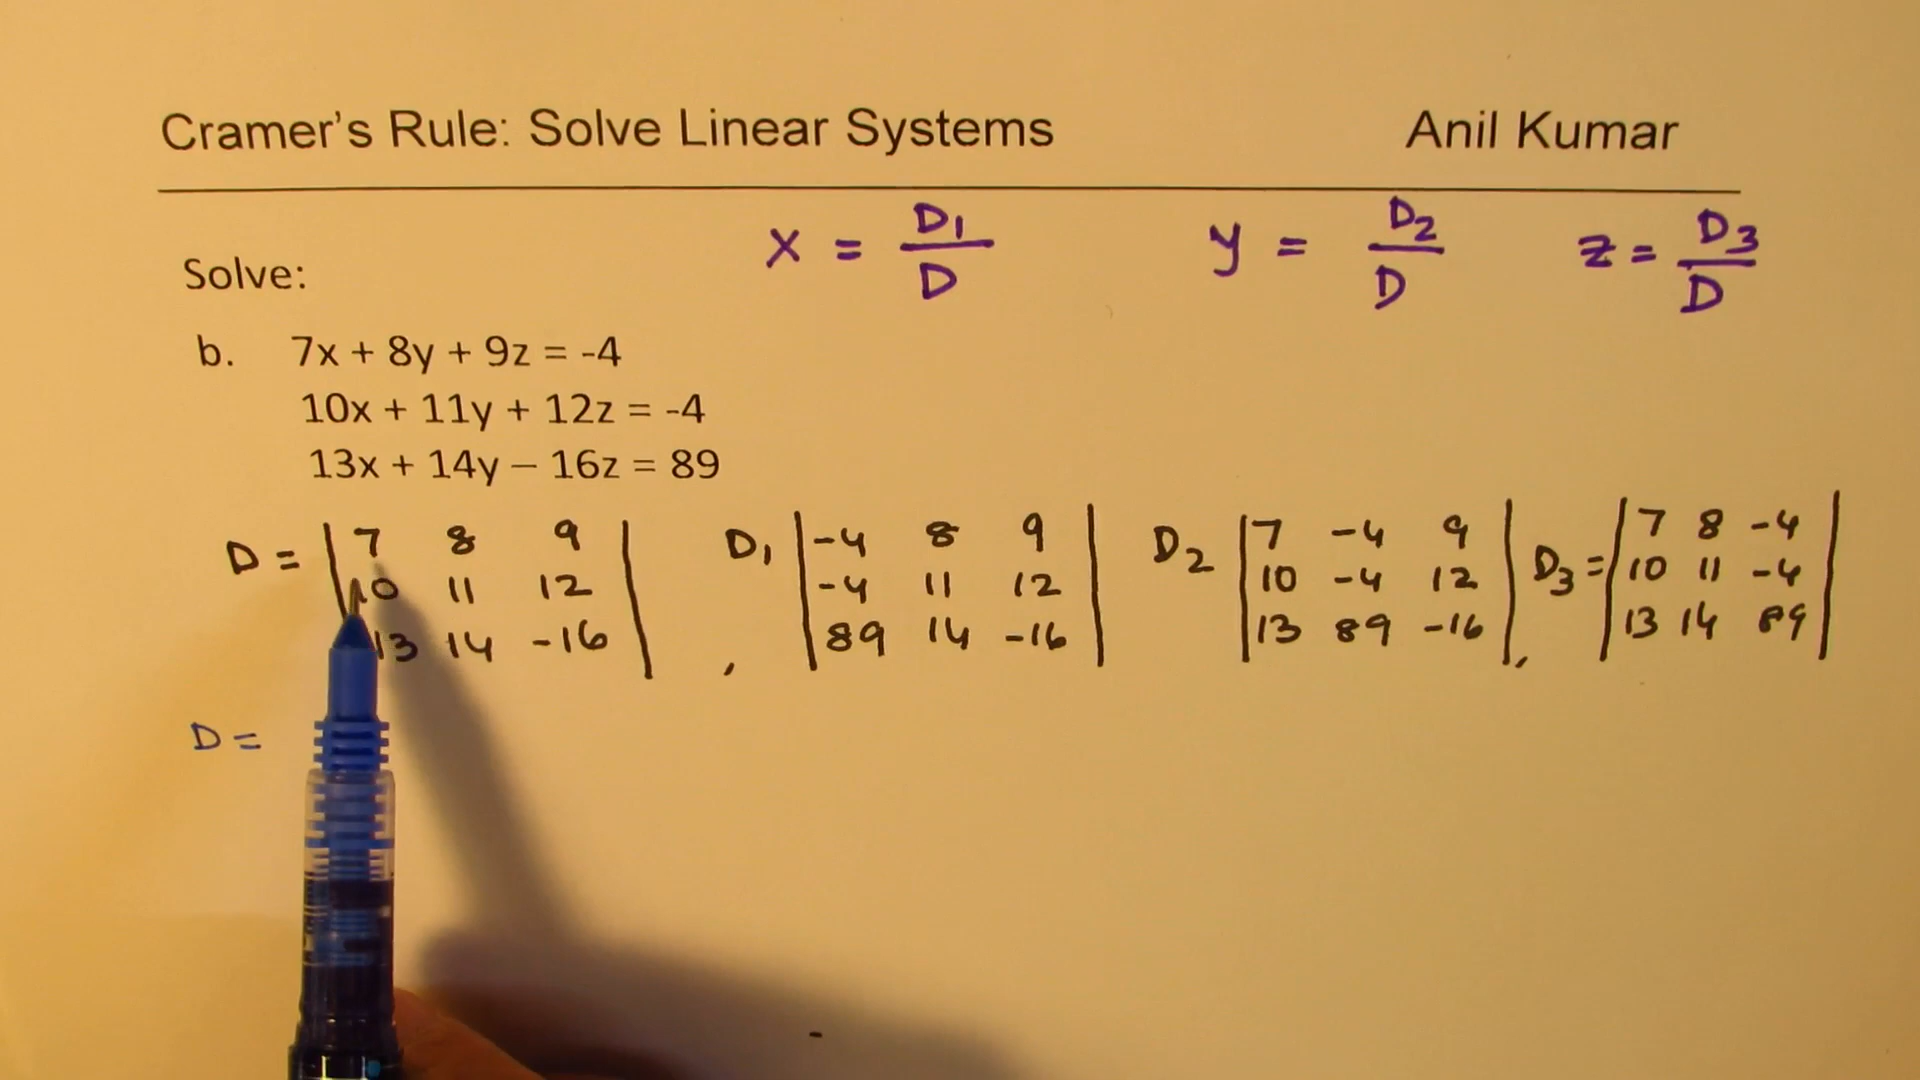 Cramer's Rule: Solve Linear Systems Anil Kumar
x = D1/D y = D2/D z = D3/D
Solve:
b. 7x + 8y + 9z = -4
10x + 11y + 12z = -4
13x + 14y – 16z = 89
D = | 7 8 9 | D1 | -4 8 9 | D2 | 7 -4 9 | D3 = | 7 8 -4 |
| 10 11 12 | | -4 11 12 | | 10 -4 12 | | 10 11 -4 |
| 13 14 -16 | , | 89 14 -16 | | 13 89 -16 | , | 13 14 89 |
D =